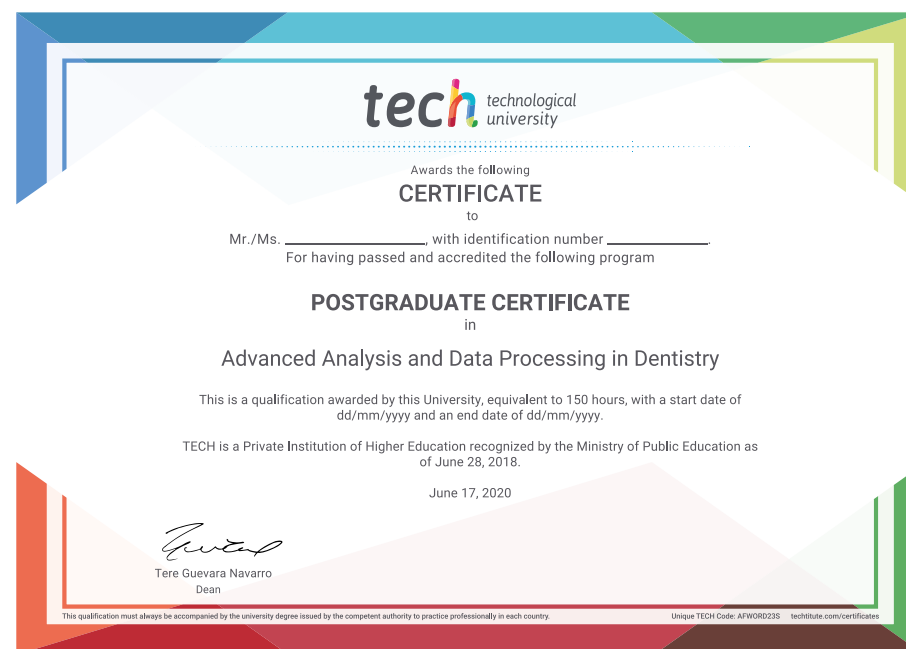 tech technological
university
Awards the following
CERTIFICATE
to
Mr./Ms. ____________________, with identification number ______________.
For having passed and accredited the following program
POSTGRADUATE CERTIFICATE
in
Advanced Analysis and Data Processing in Dentistry
This is a qualification awarded by this University, equivalent to 150 hours, with a start date of
dd/mm/yyyy and an end date of dd/mm/yyyy.
TECH is a Private Institution of Higher Education recognized by the Ministry of Public Education as
of June 28, 2018.
June 17, 2020
Tere Guevara Navarro
Dean
This qualification must always be accompanied by the university degree issued by the competent authority to practice professionally in each country.
Unique TECH Code: AFWORD23S techtitute.com/certificates